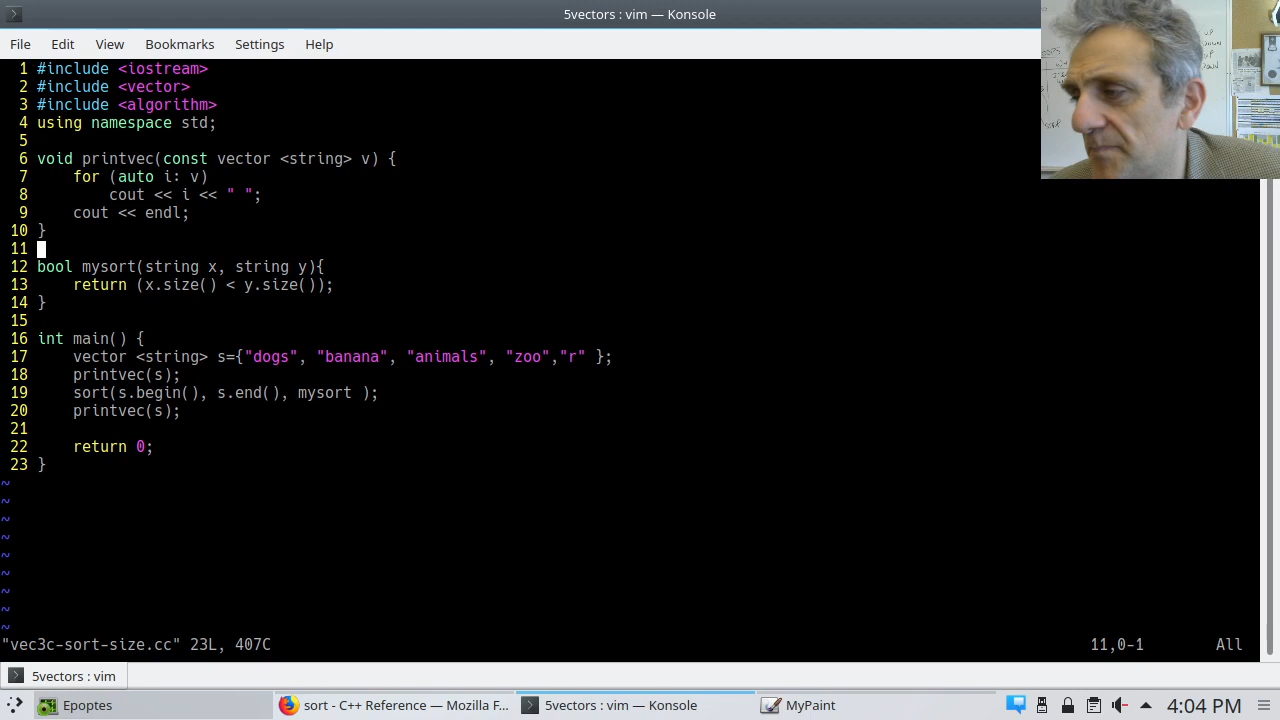 5vectors : vim — Konsole
File Edit View Bookmarks Settings Help
1 #include <iostream>
2 #include <vector>
3 #include <algorithm>
4 using namespace std;
5
6 void printvec(const vector <string> v) {
7 for (auto i: v)
8 cout << i << " ";
9 cout << endl;
10 }
11
12 bool mysort(string x, string y){
13 return (x.size() < y.size());
14 }
15
16 int main() {
17 vector <string> s={"dogs", "banana", "animals", "zoo","r" };
18 printvec(s);
19 sort(s.begin(), s.end(), mysort );
20 printvec(s);
21
22 return 0;
23 }
~
~
~
~
~
~
~
~
~
"vec3c-sort-size.cc" 23L, 407C 11,0-1 All
5vectors : vim
Epoptes sort - C++ Reference — Mozilla F... 5vectors : vim — Konsole MyPaint 4:04 PM